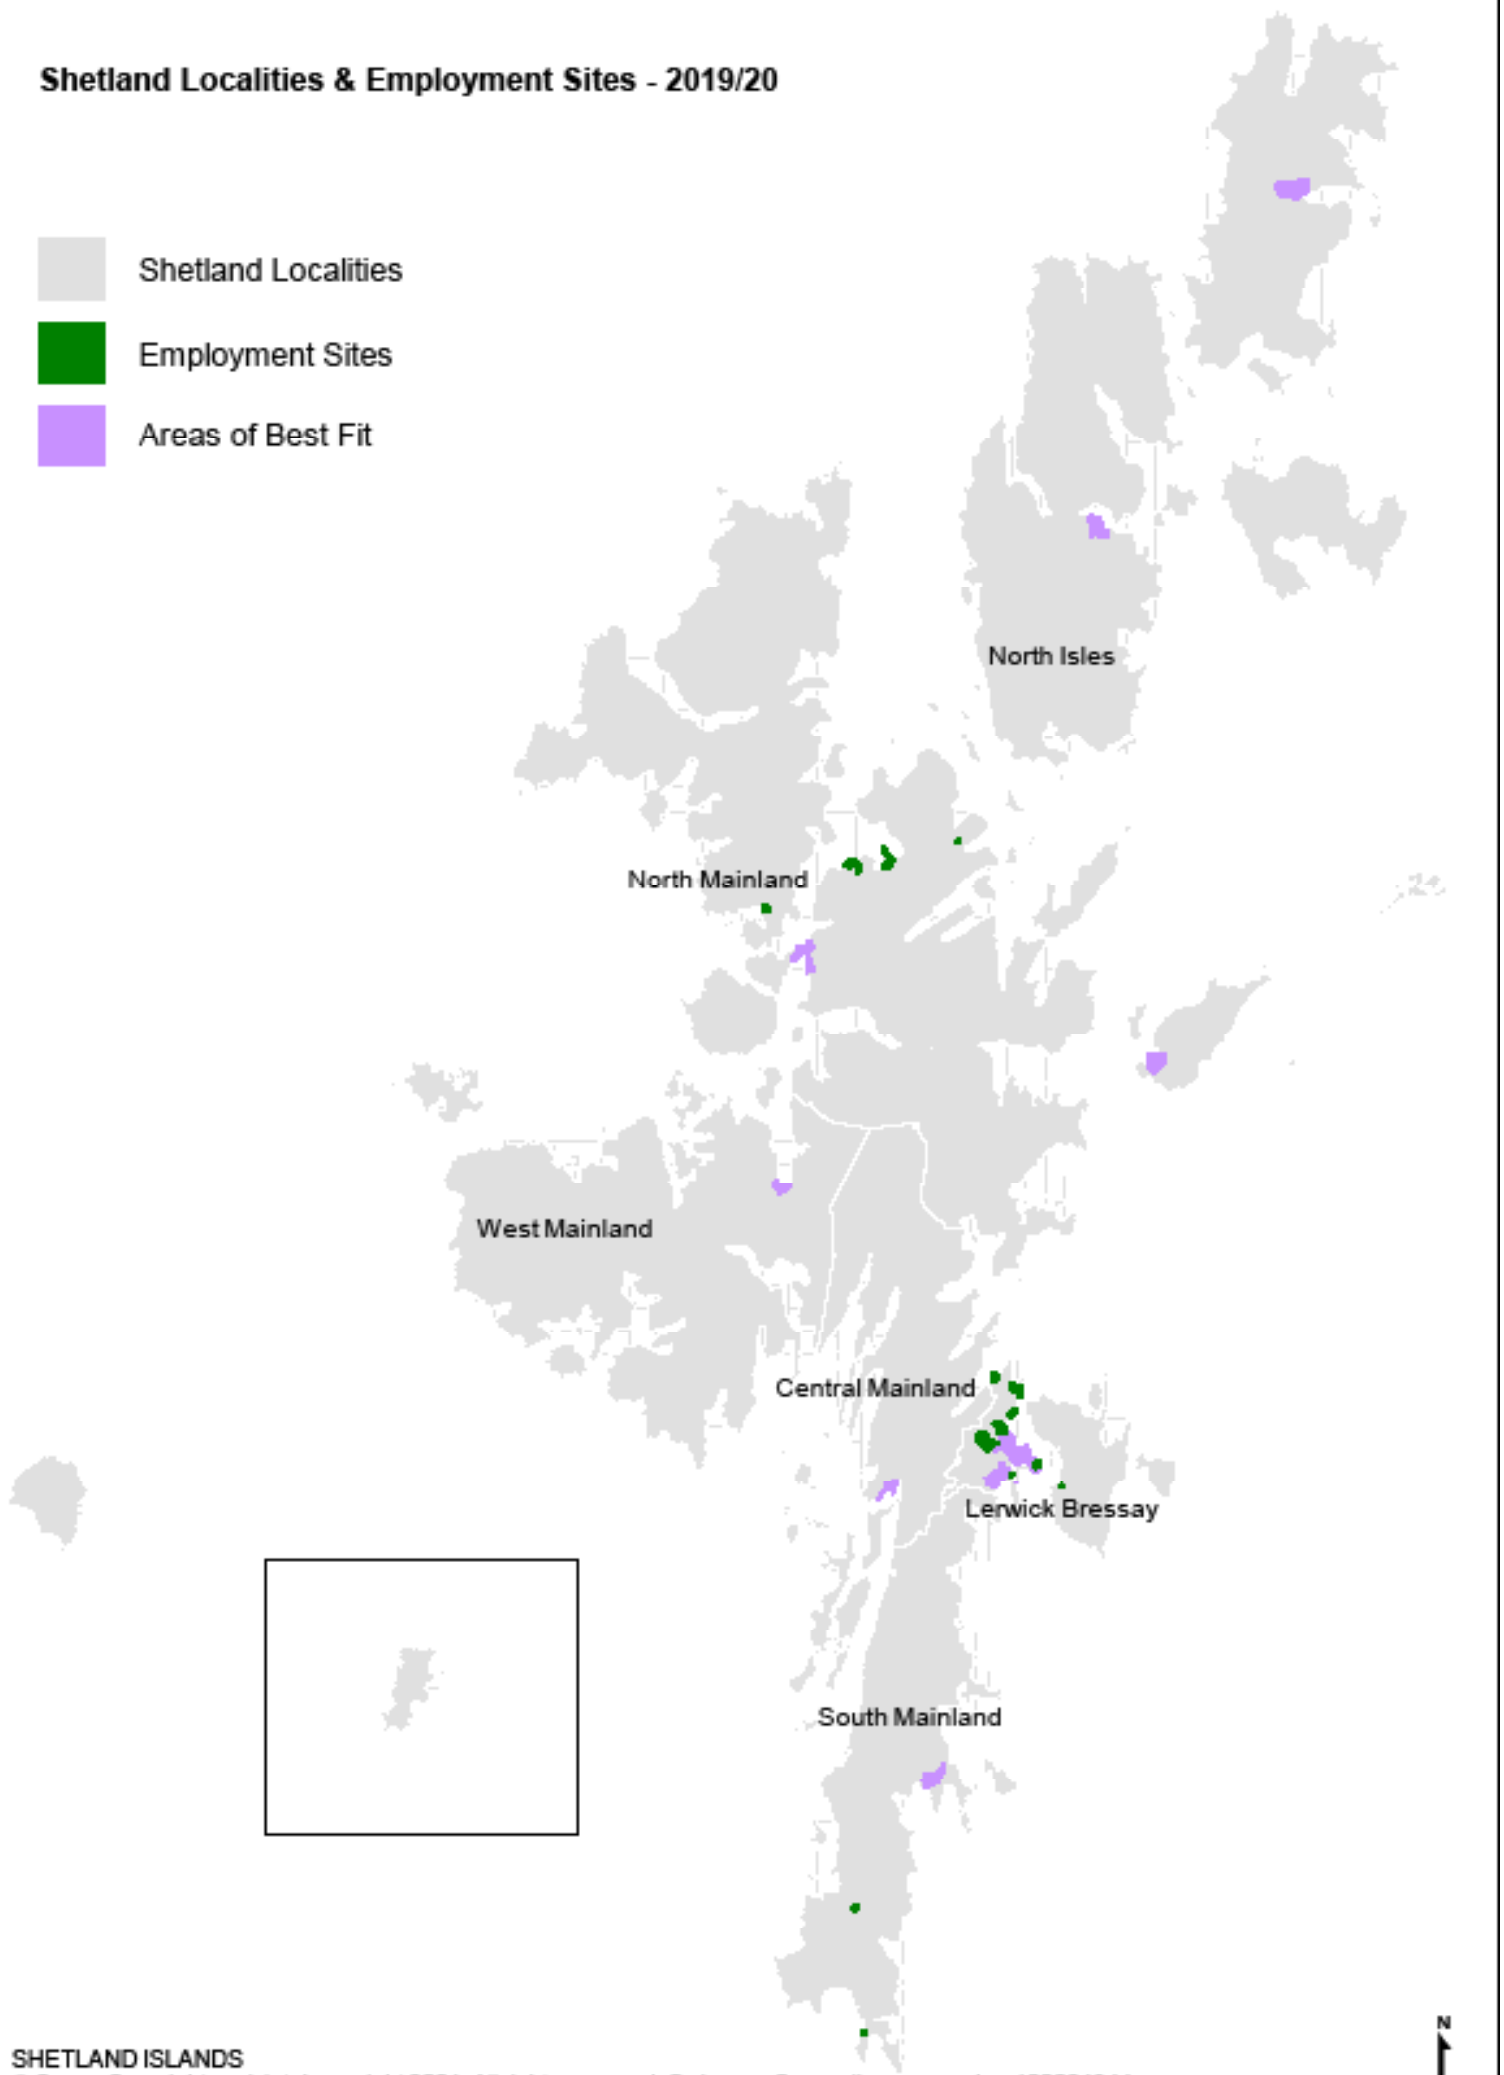 Shetland Localities & Employment Sites - 2019/20
Shetland Localities
Employment Sites
Areas of Best Fit
North Isles
North Mainland
West Mainland
Central Mainland
Lerwick Bressay
South Mainland
N
SHETLAND ISLANDS